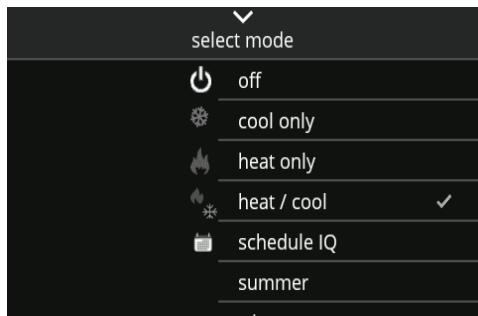 select mode
off
cool only
heat only
heat / cool
schedule IQ
summer